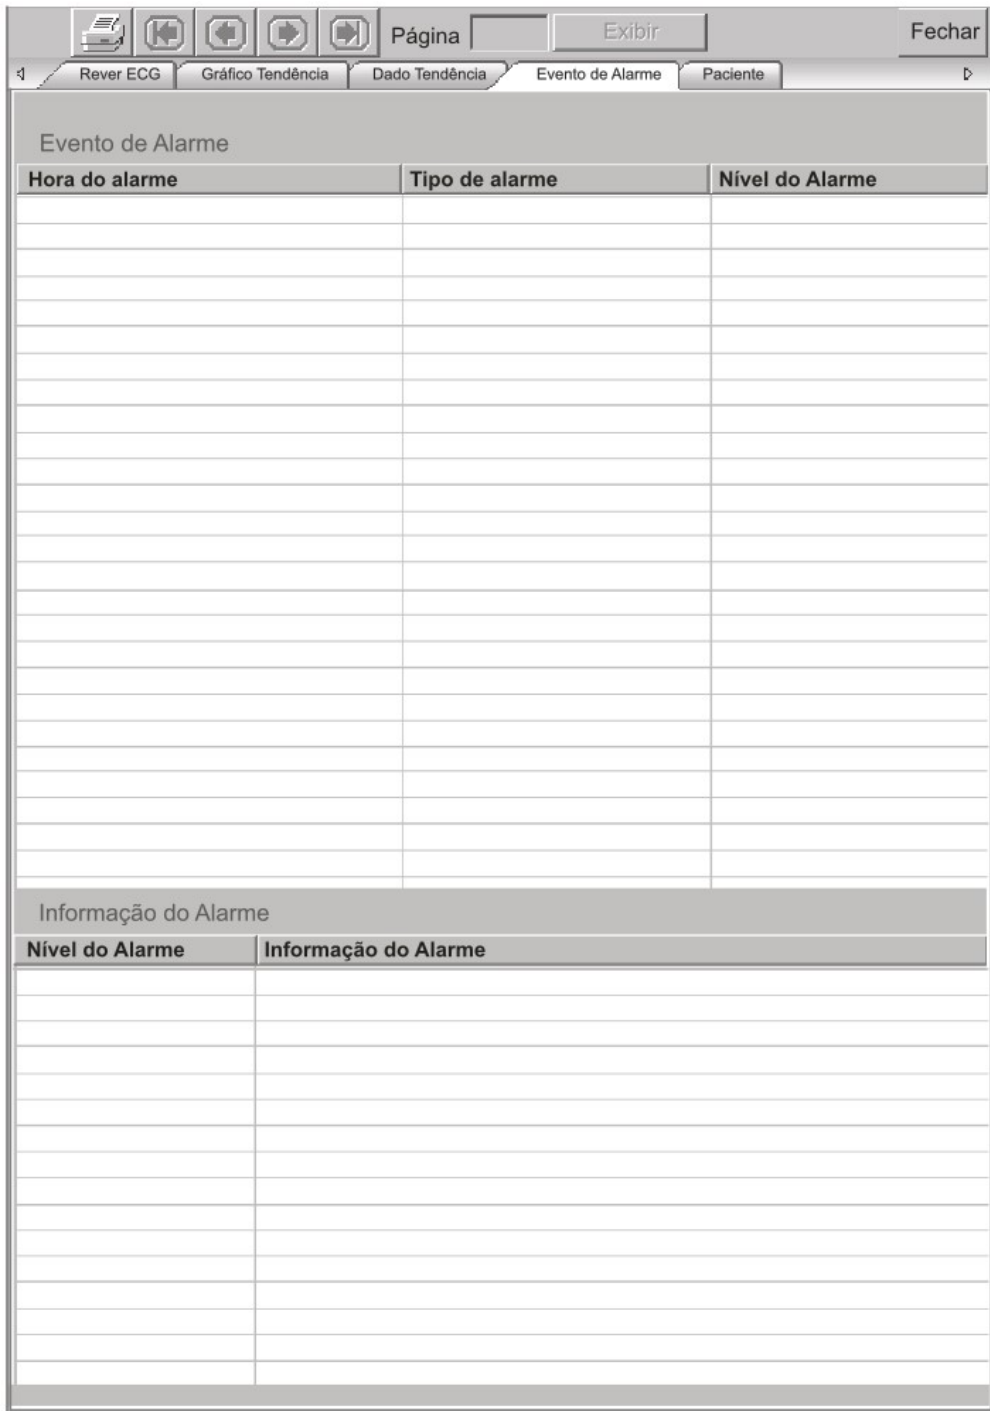 Página Exibir Fechar
Rever ECG Gráfico Tendência Dado Tendência Evento de Alarme Paciente
Evento de Alarme
Hora do alarme Tipo de alarme Nível do Alarme
Informação do Alarme
Nível do Alarme Informação do Alarme